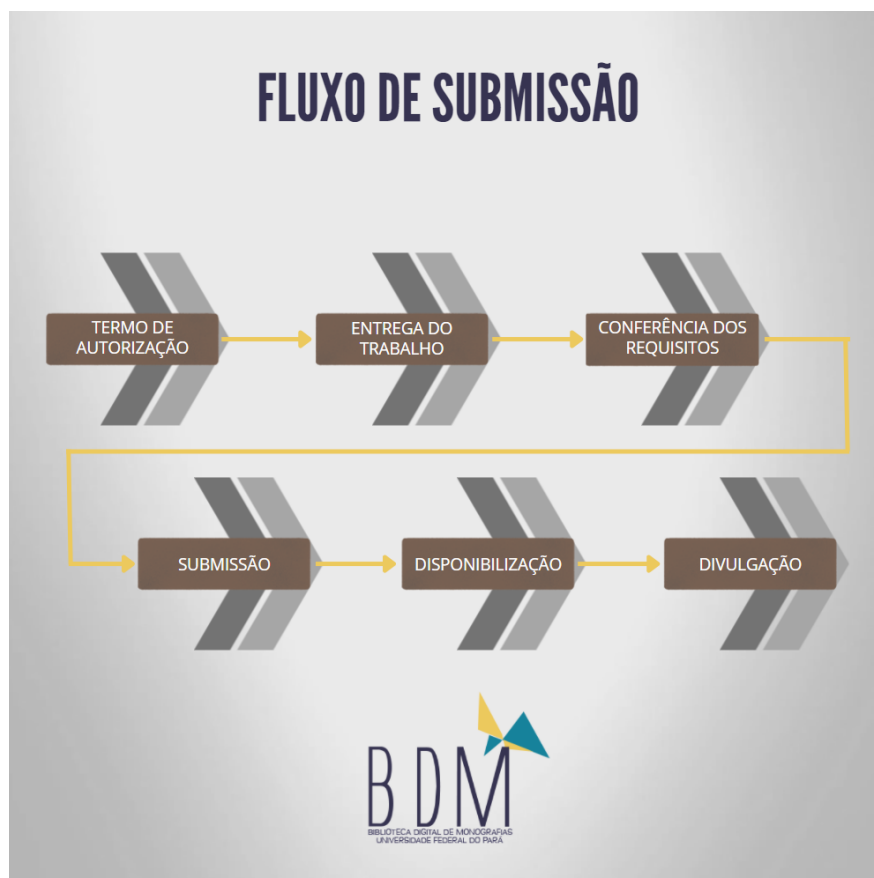 FLUXO DE SUBMISSÃO
TERMO DE
AUTORIZAÇÃO
ENTREGA DO
TRABALHO
CONFERÊNCIA DOS
REQUISITOS
SUBMISSÃO
DISPONIBILIZAÇÃO
DIVULGAÇÃO
BDM
BIBLIOTECA DIGITAL DE MONOGRAFIAS
UNIVERSIDADE FEDERAL DO PARÁ